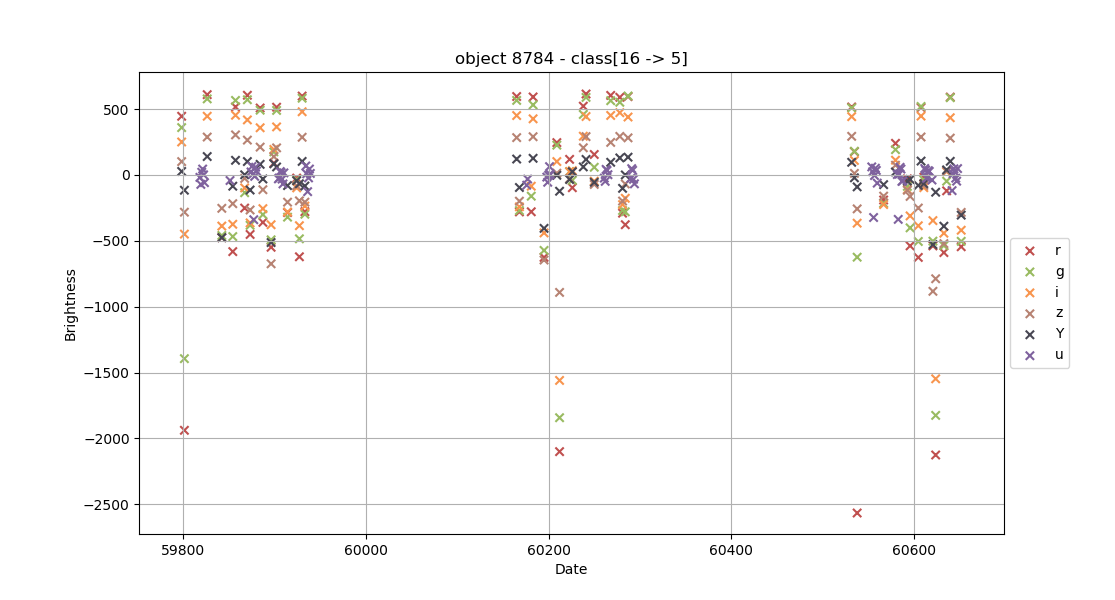 object 8784 - class[16 -> 5]
Brightness
500
0
−500
−1000
−1500
−2000
−2500
59800
60000
60200
60400
60600
Date
r
g
i
z
Y
u